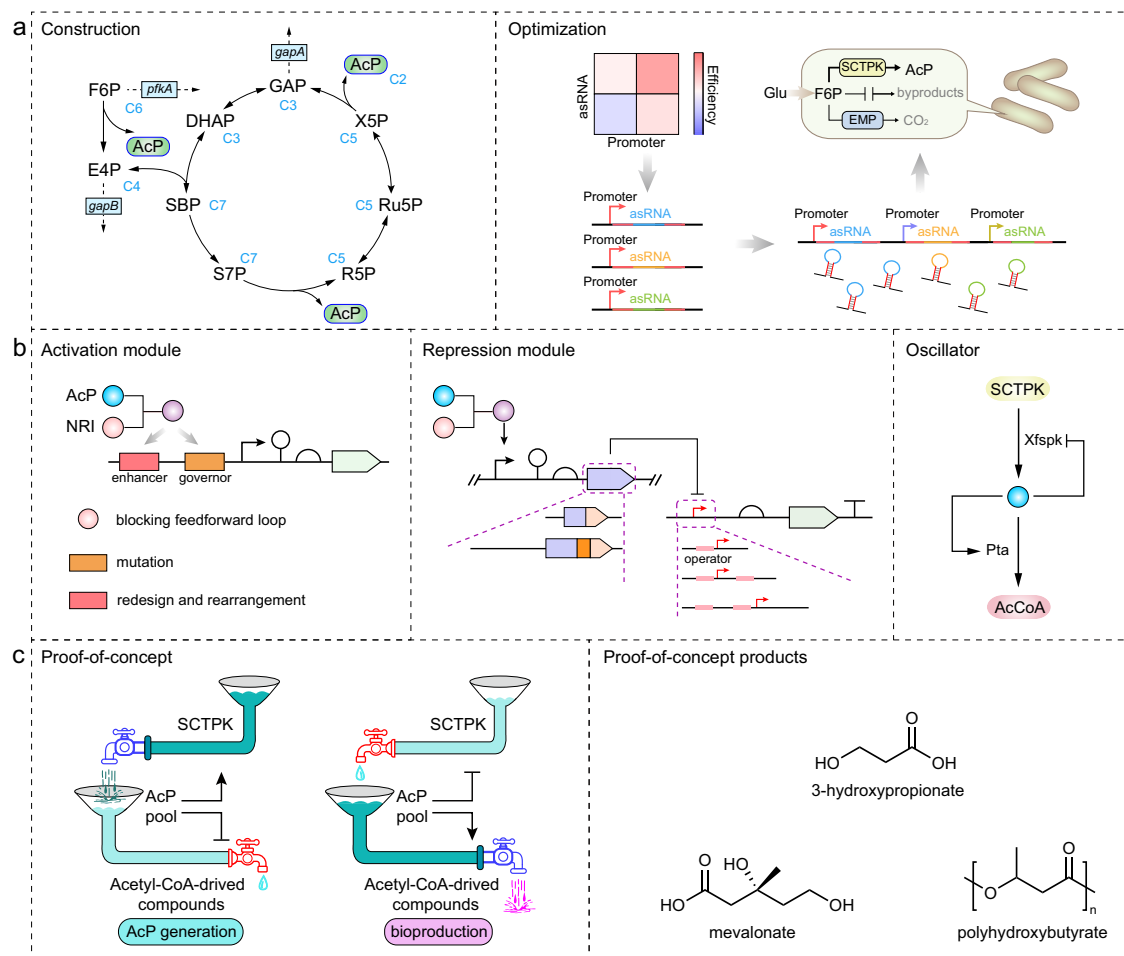 a
Construction
gapA
GAP
C3
AcP
C2
F6P
pfkA
C6
AcP
DHAP
C3
X5P
C5
E4P
C4
gapB
SBP
C7
C5
Ru5P
S7P
C7
C5
R5P
AcP
Optimization
asRNA
Promoter
Efficiency
Promoter
asRNA
Promoter
asRNA
Promoter
asRNA
Promoter
asRNA
Promoter
asRNA
Promoter
asRNA
Glu
F6P
SCTPK
AcP
byproducts
EMP
CO₂
b
Activation module
AcP
NRI
enhancer
governor
blocking feedforward loop
mutation
redesign and rearrangement
Repression module
operator
Oscillator
SCTPK
Xfspk
Pta
AcCoA
c
Proof-of-concept
SCTPK
AcP
pool
Acetyl-CoA-drived
compounds
AcP generation
SCTPK
AcP
pool
Acetyl-CoA-drived
compounds
bioproduction
Proof-of-concept products
O
HO
OH
3-hydroxypropionate
O
HO
HO
OH
mevalonate
O
O
n
polyhydroxybutyrate